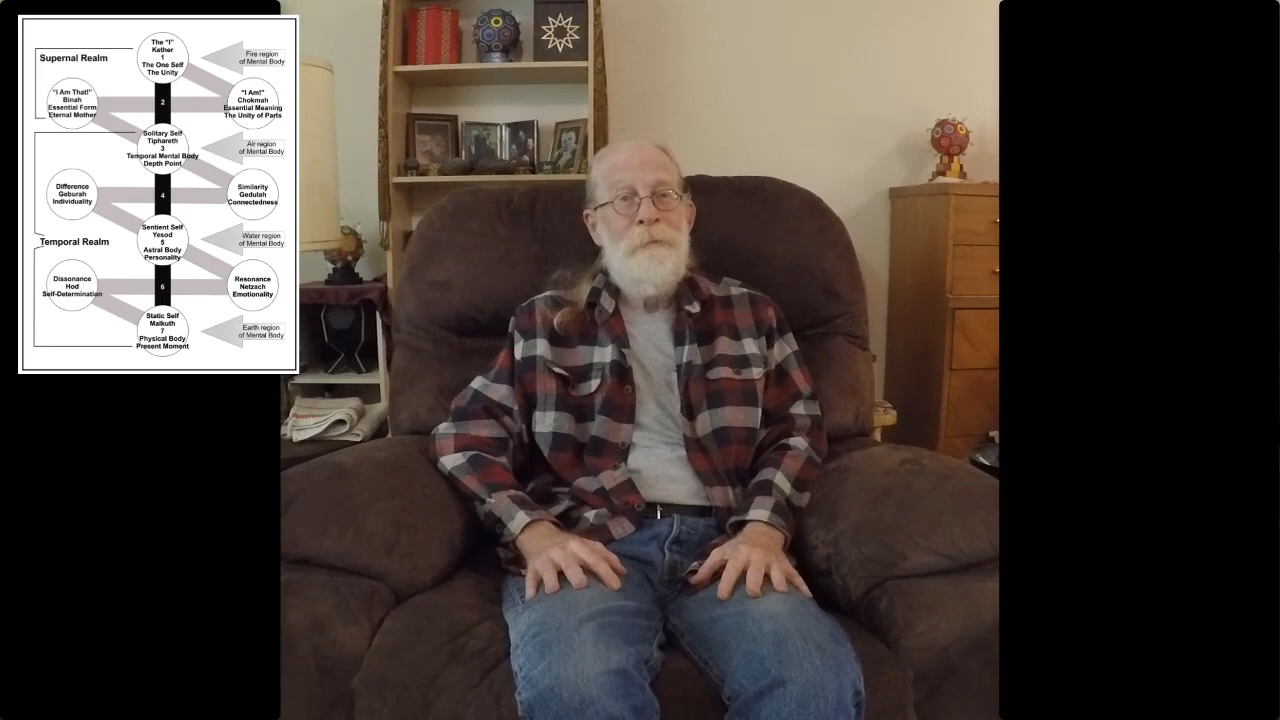 The "I"
Kether
1
The One Self
The Unity
Fire region
of Mental Body
Supernal Realm
"I Am That!"
Binah
Essential Form
Eternal Mother
2
"I Am!"
Chokmah
Essential Meaning
The Unity of Parts
Solitary Self
Tiphareth
3
Temporal Mental Body
Depth Point
Air region
of Mental Body
Difference
Geburah
Individuality
4
Similarity
Gedulah
Connectedness
Sentient Self
Yesod
5
Astral Body
Personality
Water region
of Mental Body
Temporal Realm
Dissonance
Hod
Self-Determination
6
Resonance
Netzach
Emotionality
Static Self
Malkuth
7
Physical Body
Present Moment
Earth region
of Mental Body